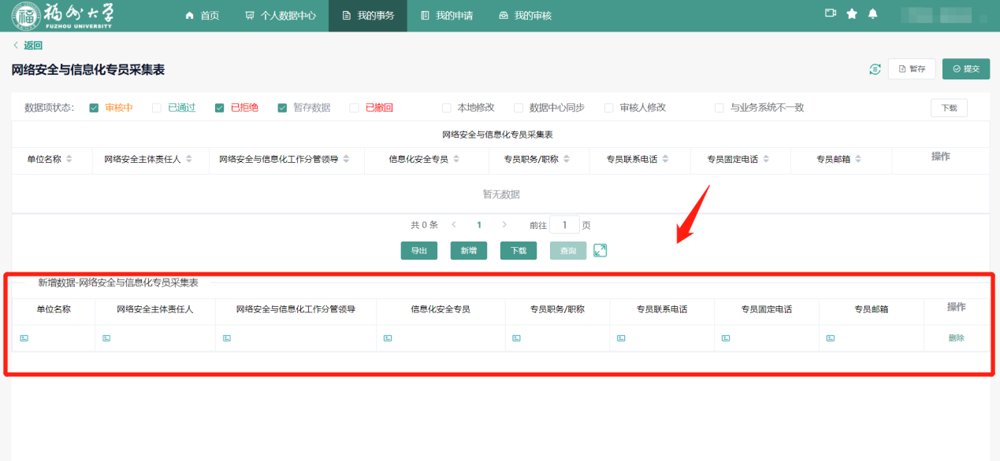 福州大学
FUZHOU UNIVERSITY
首页 个人数据中心 我的事务 我的申请 我的审核
返回
网络安全与信息化专员采集表
暂存 提交
数据项状态: 审核中 已通过 已拒绝 暂存数据 已撤回 本地修改 数据中心同步 审核人修改 与业务系统不一致 下载
网络安全与信息化专员采集表
单位名称 网络安全主体责任人 网络安全与信息化工作分管领导 信息化安全专员 专员职务/职称 专员联系电话 专员固定电话 专员邮箱 操作
暂无数据
共 0 条 < 1 > 前往 1 页
导出 新增 下载 查询
新增数据-网络安全与信息化专员采集表
单位名称 网络安全主体责任人 网络安全与信息化工作分管领导 信息化安全专员 专员职务/职称 专员联系电话 专员固定电话 专员邮箱 操作
删除